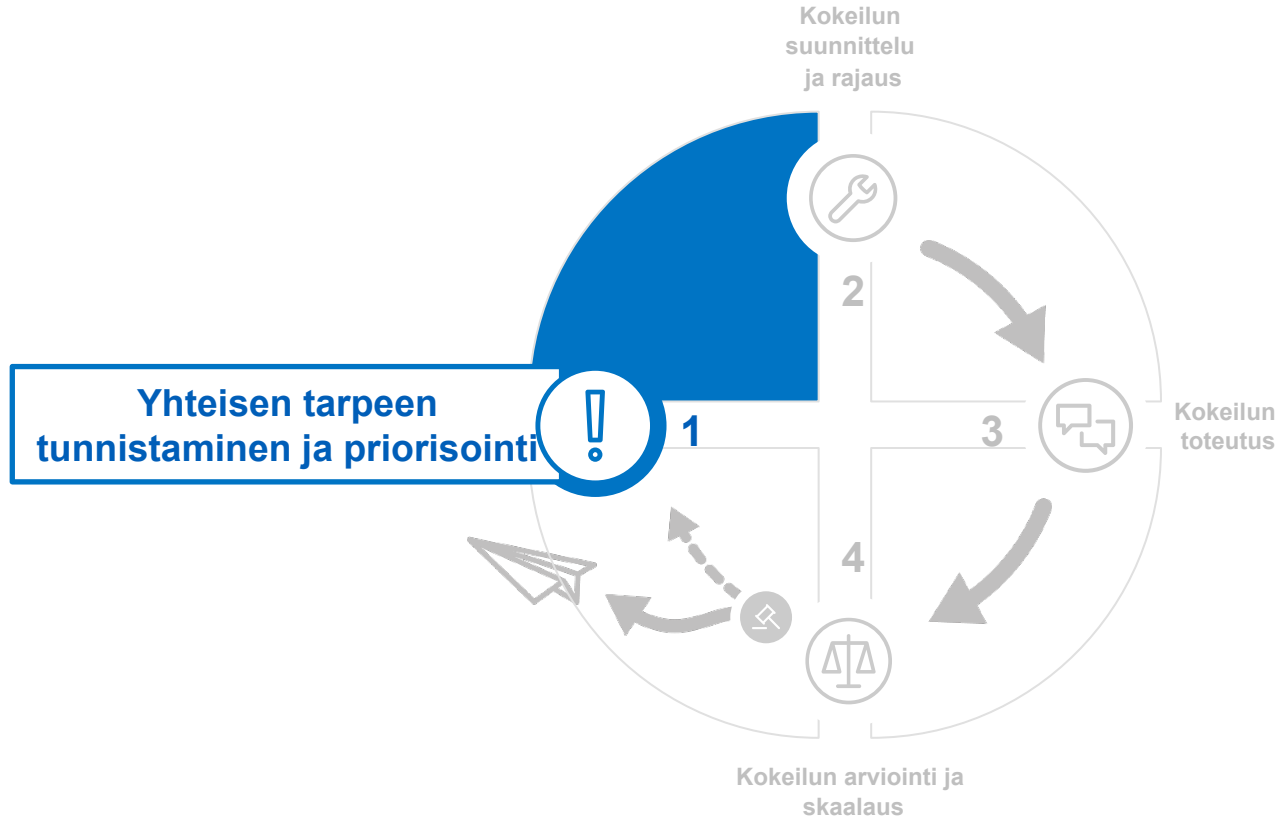 Kokeilun
suunnittelu
ja rajaus
2
Yhteisen tarpeen
tunnistaminen ja priorisointi
1
3
Kokeilun
toteutus
4
Kokeilun arviointi ja
skaalaus